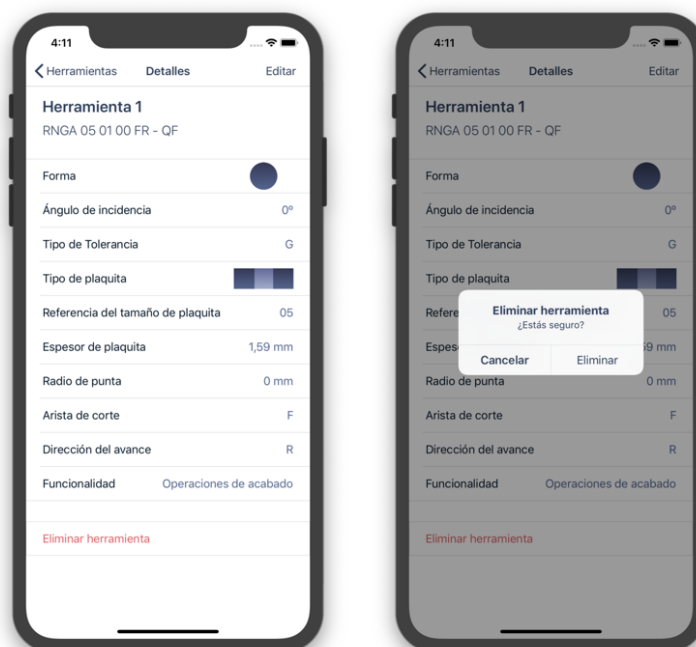 4:11
Herramientas Detalles Editar
Herramienta 1
RNGA 05 01 00 FR - QF
Forma
Ángulo de incidencia 0º
Tipo de Tolerancia G
Tipo de plaquita
Referencia del tamaño de plaquita 05
Espesor de plaquita 1,59 mm
Radio de punta 0 mm
Arista de corte F
Dirección del avance R
Funcionalidad Operaciones de acabado
Eliminar herramienta
4:11
Herramientas Detalles Editar
Herramienta 1
RNGA 05 01 00 FR - QF
Forma
Ángulo de incidencia 0º
Tipo de Tolerancia G
Tipo de plaquita
Eliminar herramienta
¿Estás seguro?
05
Cancelar Eliminar
Radio de punta 0 mm
Arista de corte F
Dirección del avance R
Funcionalidad Operaciones de acabado
Eliminar herramienta